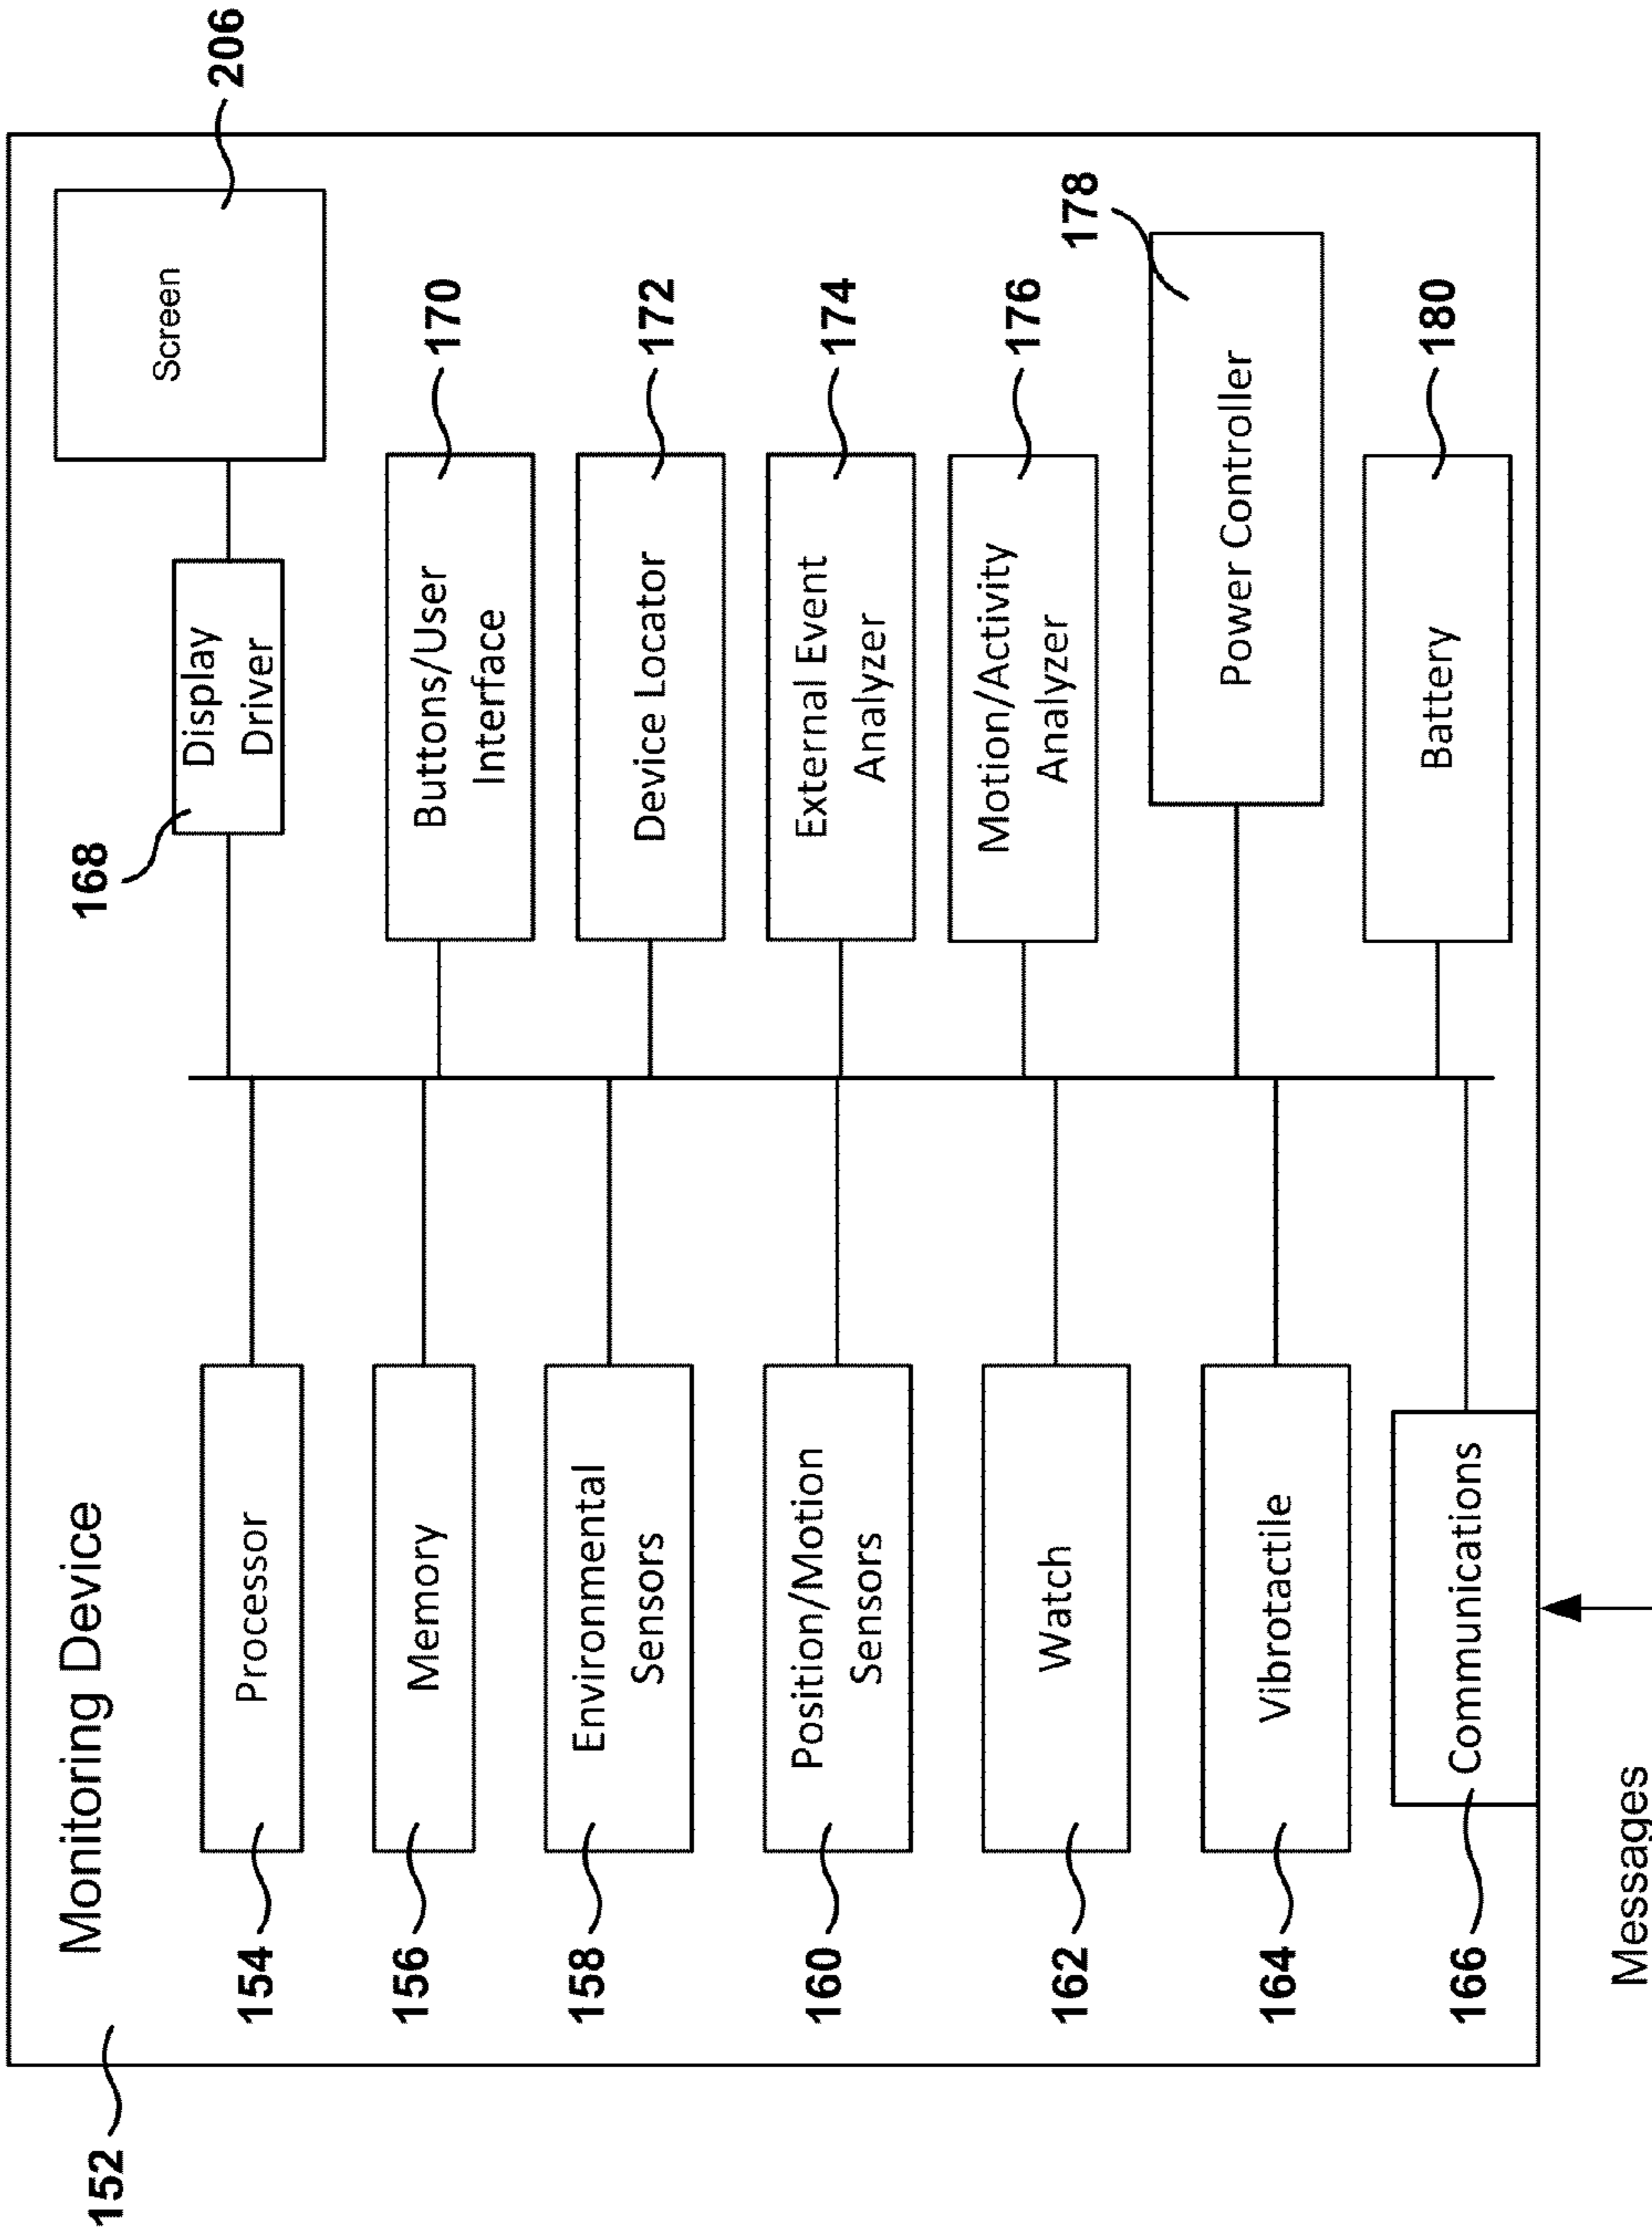 152
Monitoring Device
154
Processor
156
Memory
158
Environmental
Sensors
160
Position/Motion
Sensors
162
Watch
164
Vibrotactile
166
Communications
Messages
168
Display
Driver
Screen
206
Buttons/User
Interface
170
Device Locator
172
External Event
Analyzer
174
Motion/Activity
Analyzer
176
Power Controller
178
Battery
180